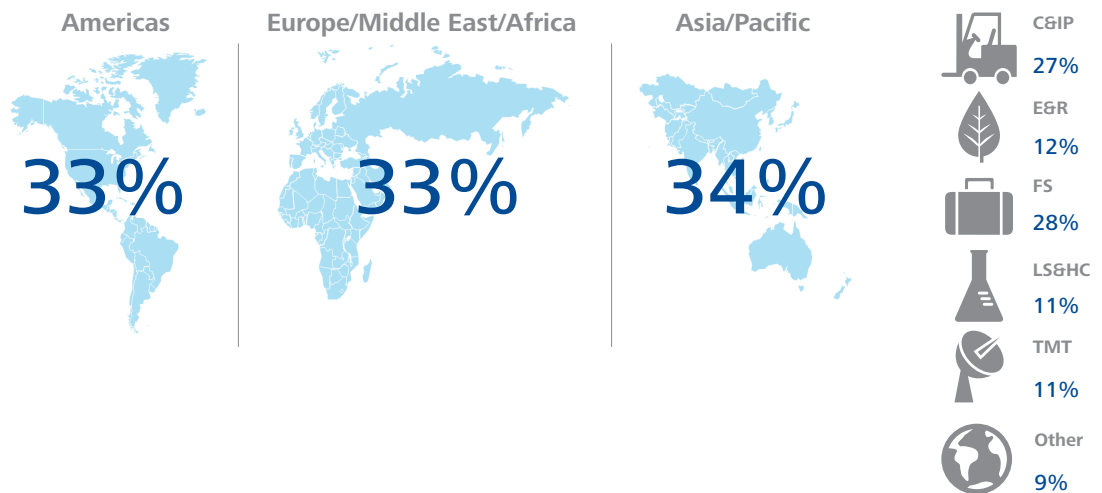 Americas
33%
Europe/Middle East/Africa
33%
Asia/Pacific
34%
C&IP
27%
E&R
12%
FS
28%
LS&HC
11%
TMT
11%
Other
9%